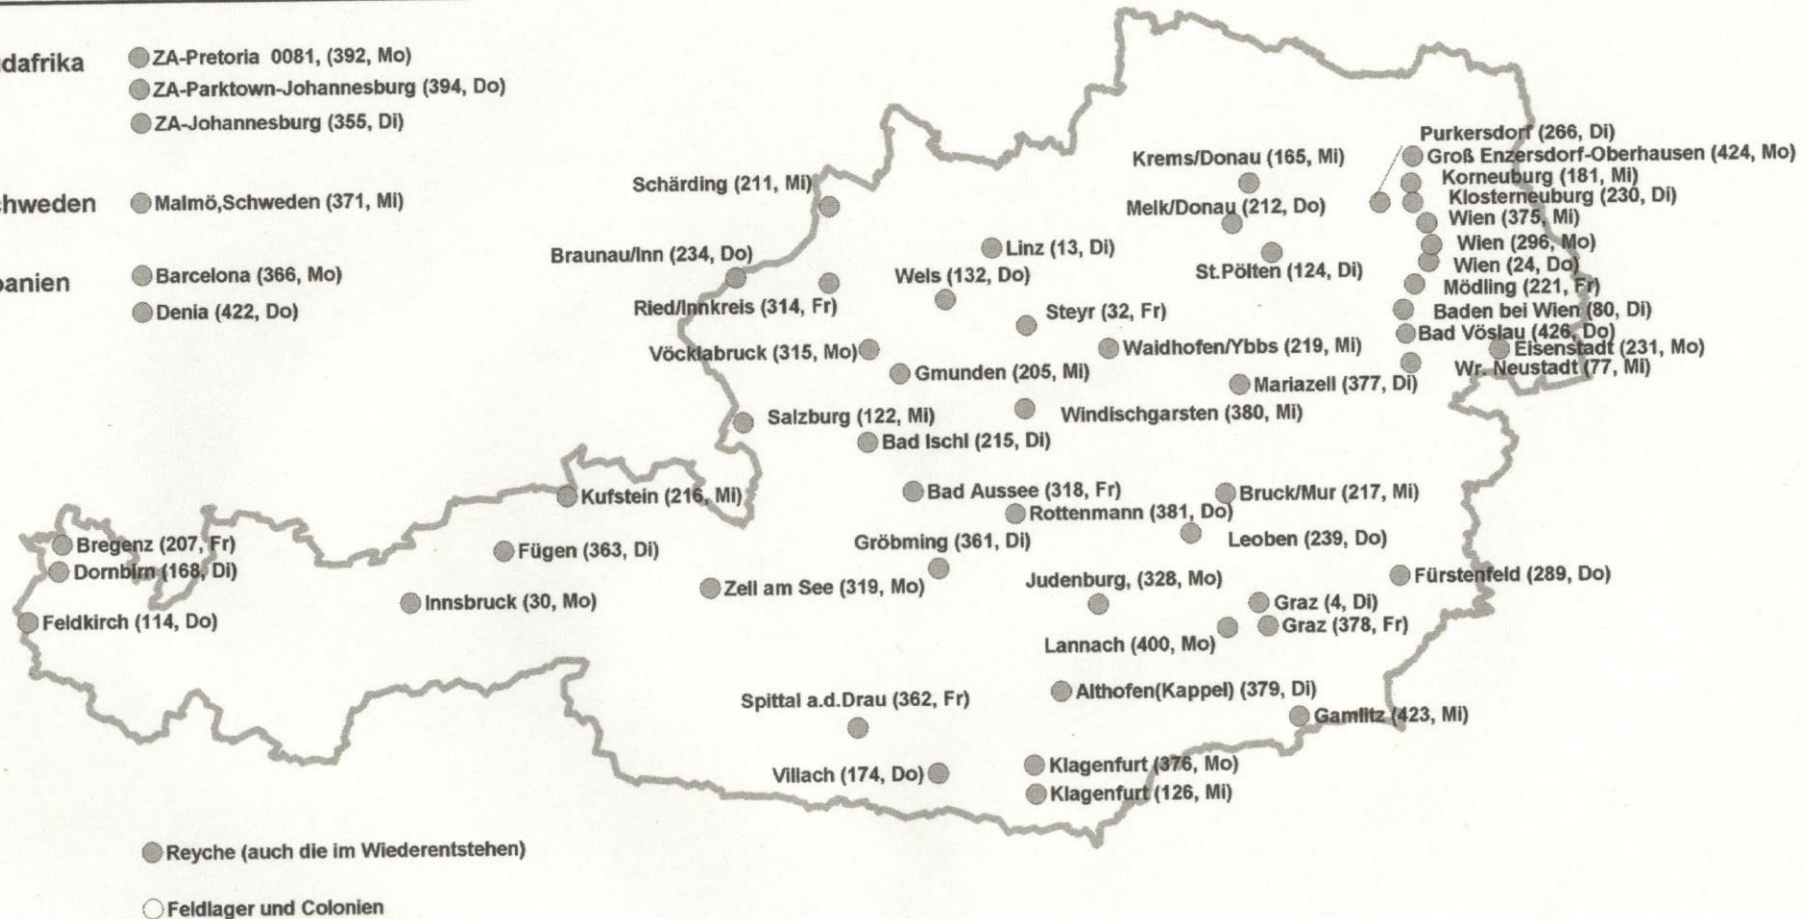 dafrika
ZA-Pretoria 0081, (392, Mo)
ZA-Parktown-Johannesburg (394, Do)
ZA-Johannesburg (355, Di)
hweden
Malmö,Schweden (371, Mi)
anien
Barcelona (366, Mo)
Denia (422, Do)
Purkersdorf (266, Di)
Groß Enzersdorf-Oberhausen (424, Mo)
Krems/Donau (165, Mi)
Korneuburg (181, Mi)
Schärding (211, Mi)
Klosterneuburg (230, Di)
Melk/Donau (212, Do)
Wien (375, Mi)
Linz (13, Di)
Wien (296, Mo)
Braunau/Inn (234, Do)
Wien (24, Do)
Wels (132, Do)
St.Pölten (124, Di)
Mödling (221, Fr)
Ried/Innkreis (314, Fr)
Steyr (32, Fr)
Baden bei Wien (80, Di)
Bad Vöslau (426, Do)
Vöcklabruck (315, Mo)
Waidhofen/Ybbs (219, Mi)
Eisenstadt (231, Mo)
Wr. Neustadt (77, Mi)
Gmunden (205, Mi)
Mariazell (377, Di)
Salzburg (122, Mi)
Windischgarsten (380, Mi)
Bad Ischl (215, Di)
Kufstein (216, Mi)
Bad Aussee (318, Fr)
Bruck/Mur (217, Mi)
Rottenmann (381, Do)
Leoben (239, Do)
Gröbming (361, Di)
Bregenz (207, Fr)
Fügen (363, Di)
Dornbirn (168, Di)
Judenburg, (328, Mo)
Fürstenfeld (289, Do)
Zell am See (319, Mo)
Innsbruck (30, Mo)
Graz (4, Di)
Feldkirch (114, Do)
Graz (378, Fr)
Lannach (400, Mo)
Althofen(Kappel) (379, Di)
Spittal a.d.Drau (362, Fr)
Gamlitz (423, Mi)
Klagenfurt (376, Mo)
Villach (174, Do)
Klagenfurt (126, Mi)
Reyche (auch die im Wiederentstehen)
Feldlager und Colonien